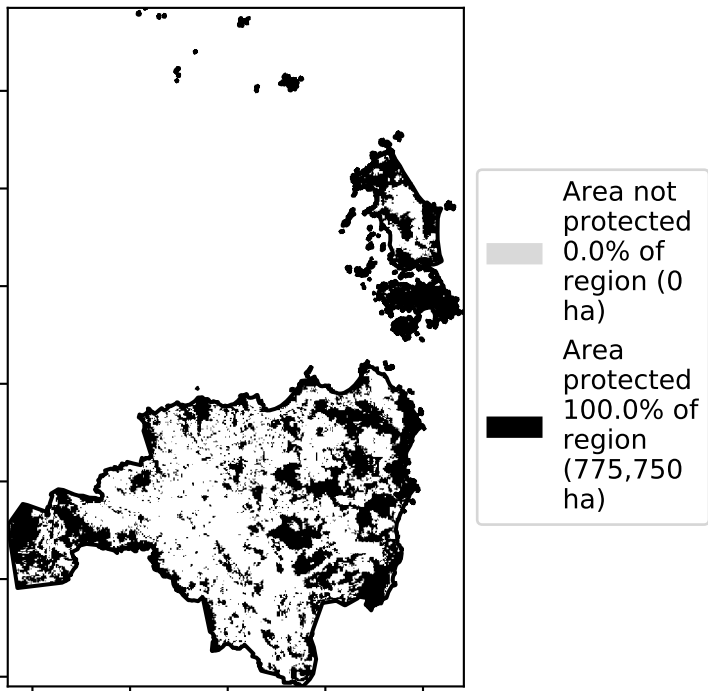 Area not
protected
0.0% of
region (0
ha)
Area
protected
100.0% of
region
(775,750
ha)